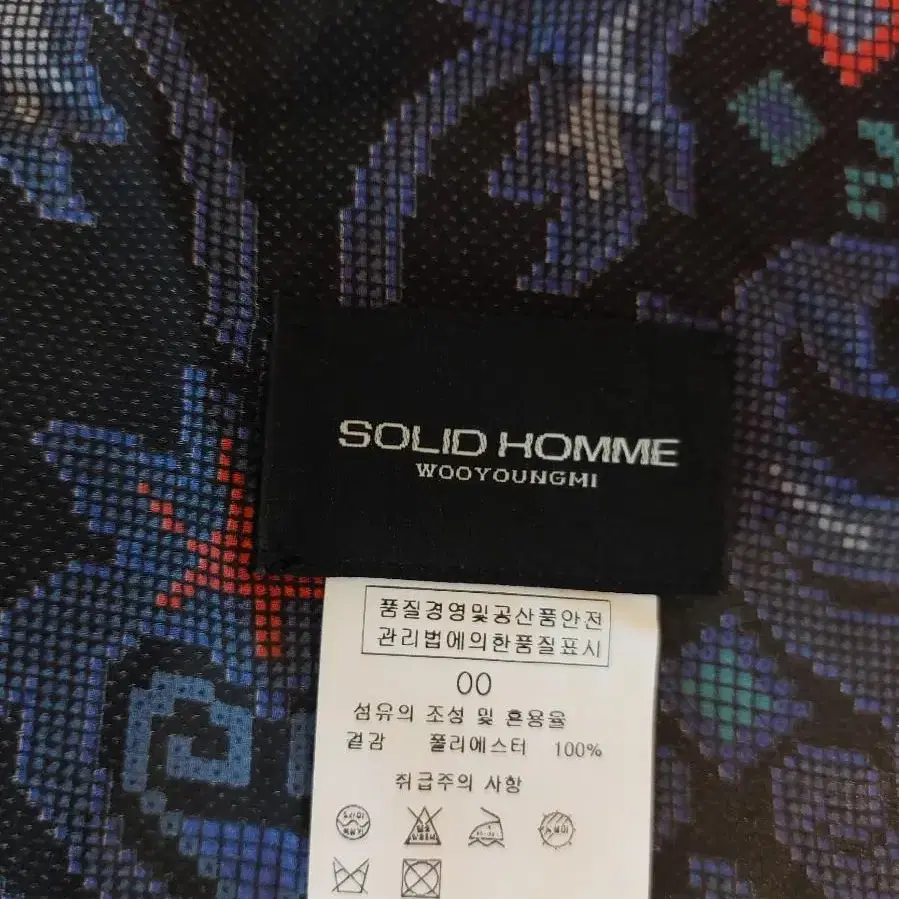 SOLID HOMME
WOOYOUNGMI
품질경영및공산품안전
관리법에의한품질표시
00
섬유의 조성 및 혼용율
겉감 폴리에스터 100%
취급주의 사항